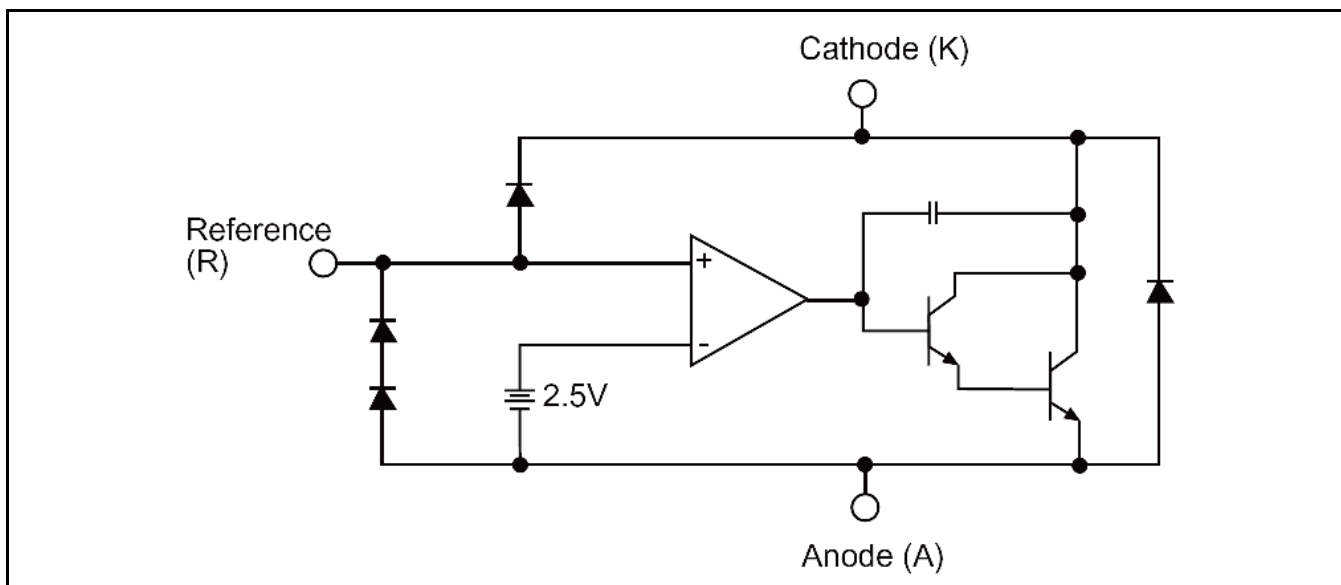 Cathode (K)
Reference
(R)
+
-
2.5V
Anode (A)